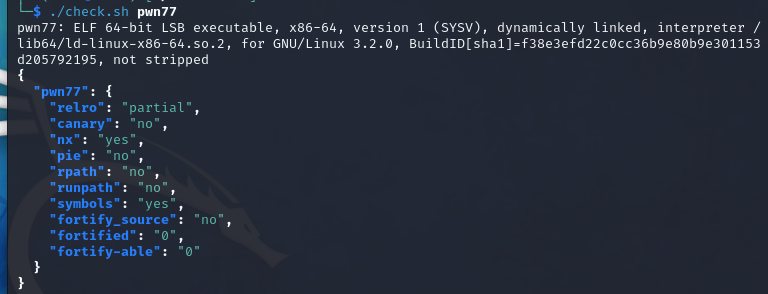 └─$ ./check.sh pwn77
pwn77: ELF 64-bit LSB executable, x86-64, version 1 (SYSV), dynamically linked, interpreter /
lib64/ld-linux-x86-64.so.2, for GNU/Linux 3.2.0, BuildID[sha1]=f38e3efd22c0cc36b9e80b9e301153
d205792195, not stripped
{
  "pwn77": {
    "relro": "partial",
    "canary": "no",
    "nx": "yes",
    "pie": "no",
    "rpath": "no",
    "runpath": "no",
    "symbols": "yes",
    "fortify_source": "no",
    "fortified": "0",
    "fortify-able": "0"
  }
}